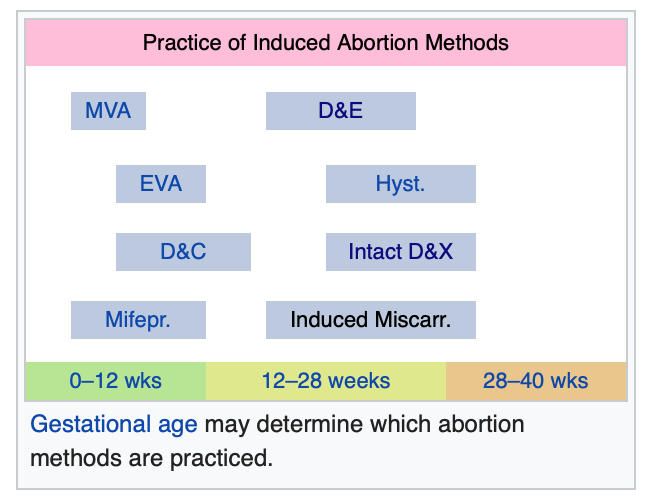 Practice of Induced Abortion Methods
MVA
D&E
EVA
Hyst.
D&C
Intact D&X
Mifepr.
Induced Miscarr.
0–12 wks
12–28 weeks
28–40 wks
Gestational age may determine which abortion
methods are practiced.